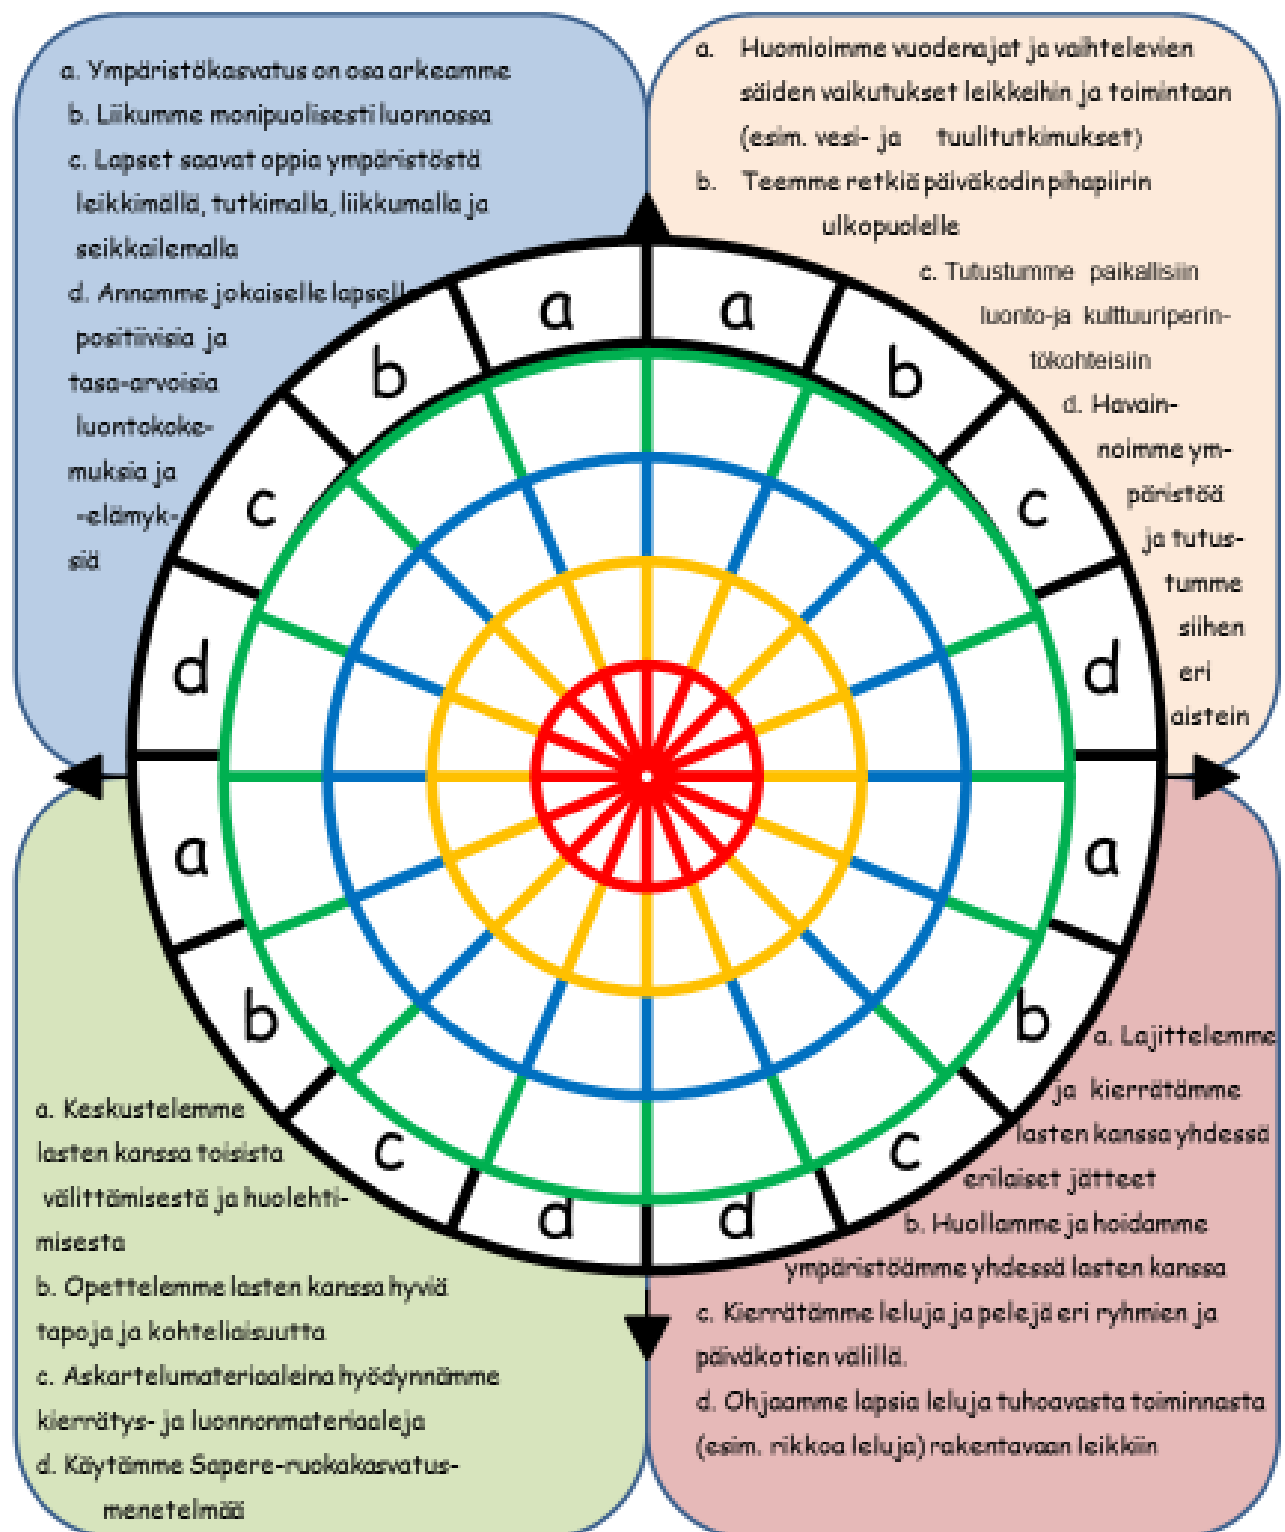 a. Ympäristökasvatus on osa arkeamme
b. Liikumme monipuolisesti luonnossa
c. Lapset saavat oppia ympäristöstä
leikkimällä, tutkimalla, liikkumalla ja
seikkailemalla
d. Annamme jokaiselle lapsell
positiivisia ja
tasa-arvoisia
luontokoke-
muksia ja
-elämyk-
siä
a. Huomioimme vuodenajat ja vaihtelevien
säiden vaikutukset leikkeihin ja toimintaan
(esim. vesi- ja tuulitutkimukset)
b. Teemme retkiä päiväkodin pihapiirin
ulkopuolelle
c. Tutustumme paikallisiin
luonto-ja kulttuuriperin-
tökohteisiin
d. Havain-
noimme ym-
päristöä
ja tutus-
tumme
siihen
eri
aistein
a
b
c
d
a
b
c
d
a
b
c
d
a
b
c
d
a. Keskustelemme
lasten kanssa toisista
välittämisestä ja huolehti-
misesta
b. Opettelemme lasten kanssa hyviä
tapoja ja kohteliaisuutta
c. Askartelumateriaaleina hyödynnämme
kierrätys- ja luonnonmateriaaleja
d. Käytämme Sapere-ruokakasvatus-
menetelmää
a. Lajittelemme
ja kierrätämme
lasten kanssa yhdessä
erilaiset jätteet
b. Huollamme ja hoidamme
ympäristöämme yhdessä lasten kanssa
c. Kierrätämme leluja ja pelejä eri ryhmien ja
päiväkotien välillä.
d. Ohjaamme lapsia leluja tuhoavasta toiminnasta
(esim. rikkoa leluja) rakentavaan leikkiin